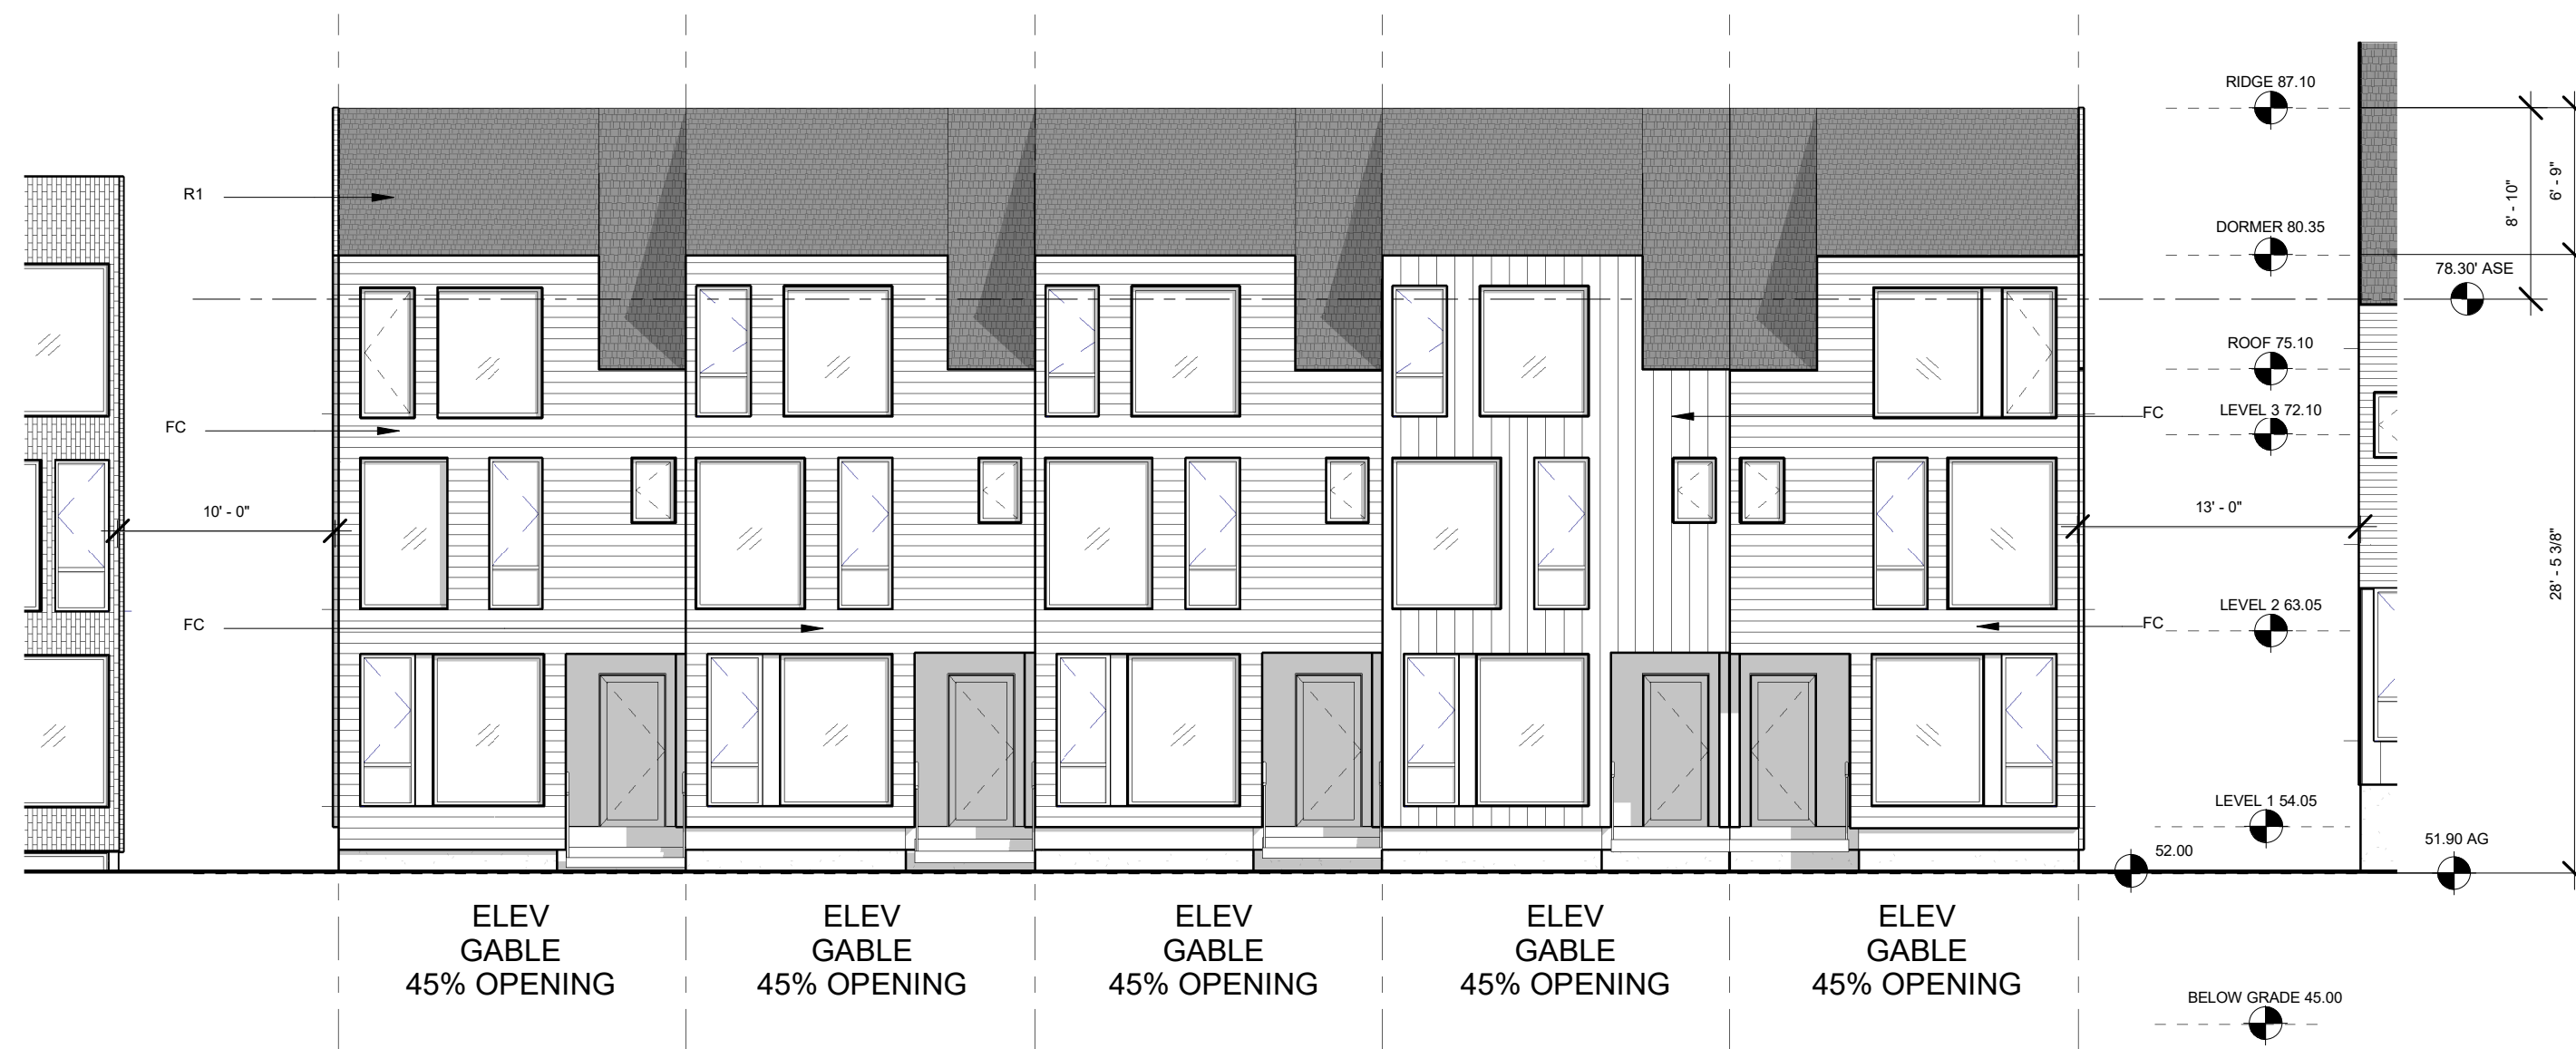 RIDGE 87.10
R1
8' - 10"
6' - 9"
DORMER 80.35
78.30' ASE
ROOF 75.10
FC
FC
LEVEL 3 72.10
10' - 0"
13' - 0"
28' - 5 3/8"
FC
FC
LEVEL 2 63.05
LEVEL 1 54.05
52.00
51.90 AG
ELEV
GABLE
45% OPENING
ELEV
GABLE
45% OPENING
ELEV
GABLE
45% OPENING
ELEV
GABLE
45% OPENING
ELEV
GABLE
45% OPENING
BELOW GRADE 45.00